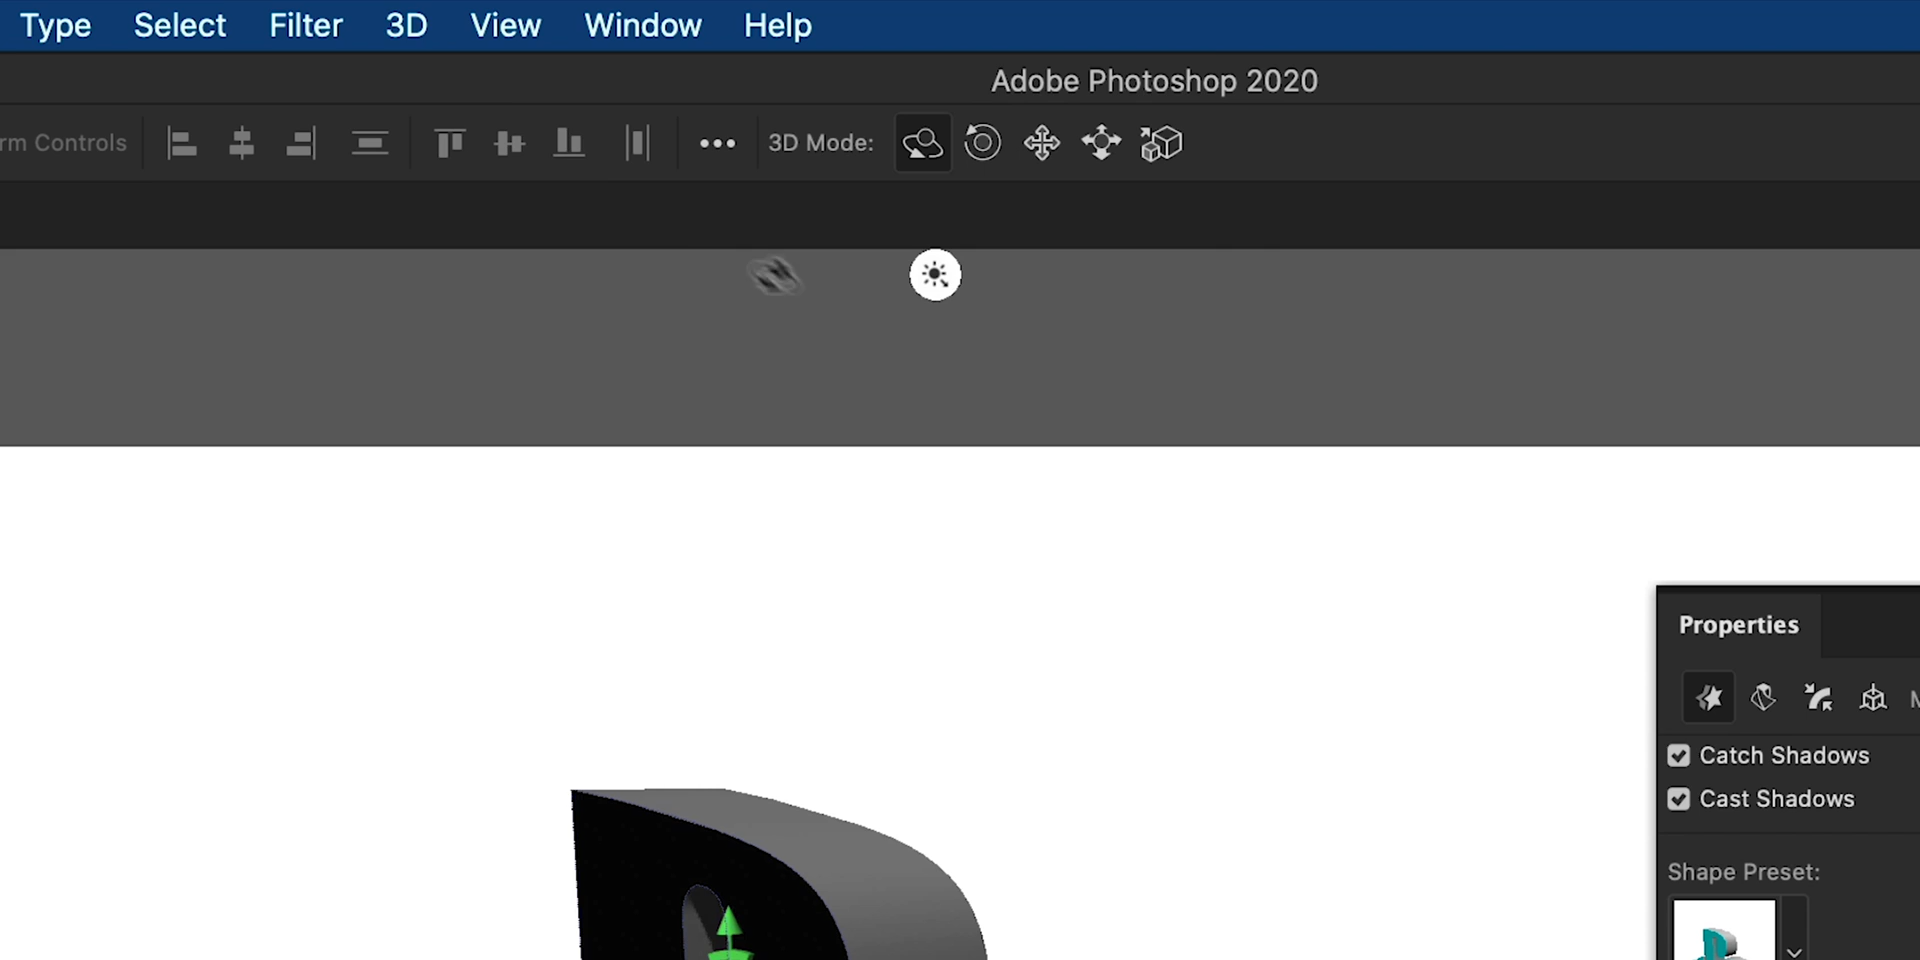 Type Select Filter 3D View Window Help
Adobe Photoshop 2020
rm Controls 3D Mode:
Properties
M
Catch Shadows
Cast Shadows
Shape Preset: